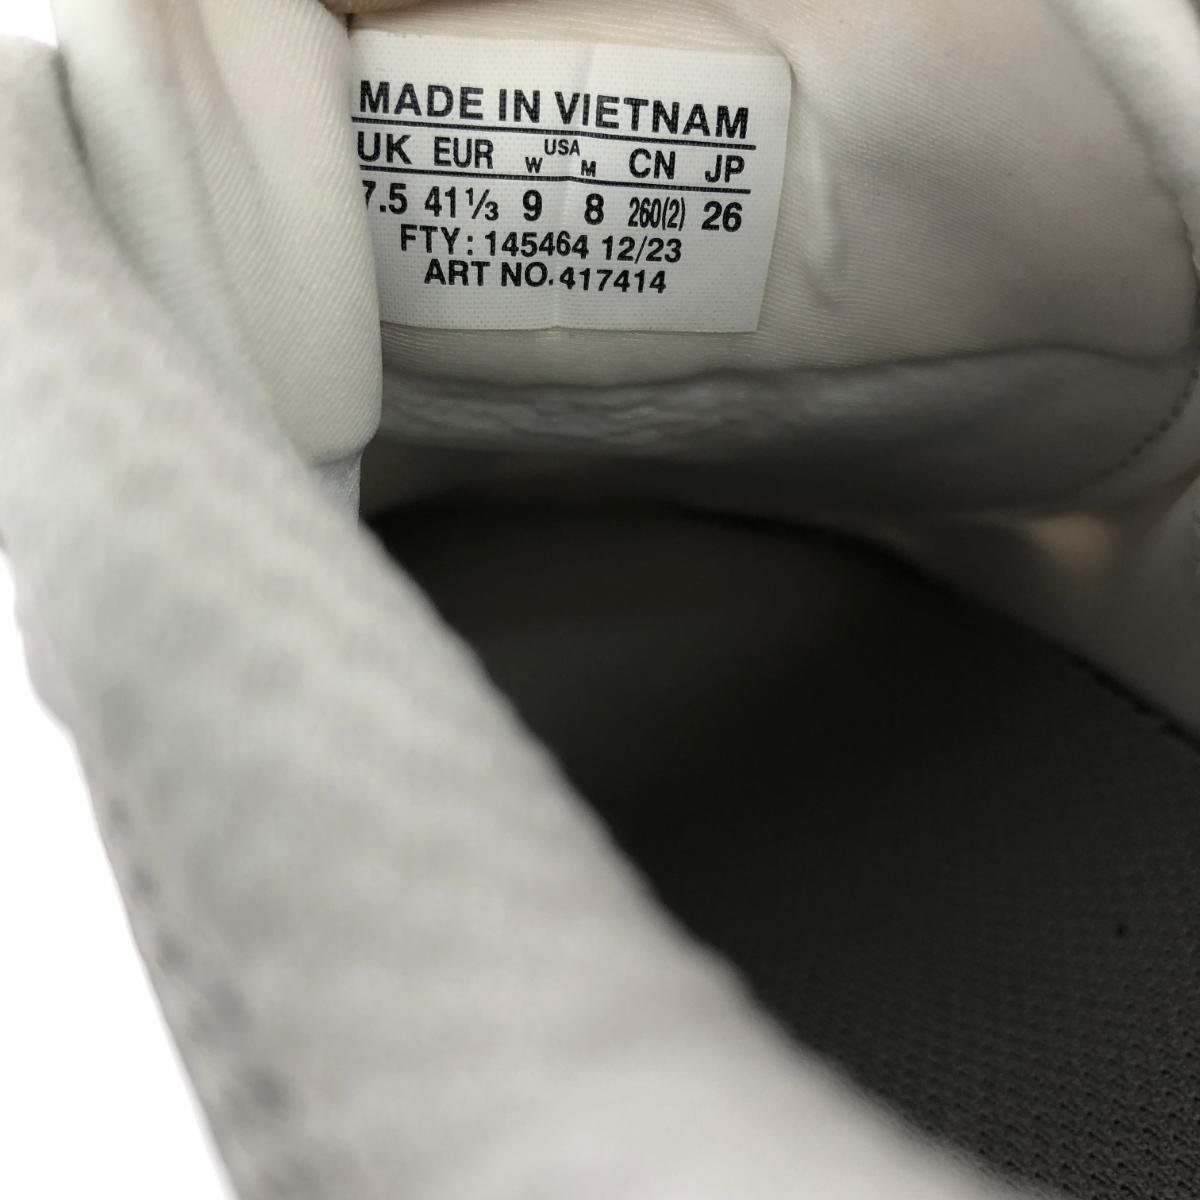 MADE IN VIETNAM
UK EUR W USA M CN JP
7.5 41⅓ 9 8 260(2) 26
FTY: 145464 12/23
ART NO. 417414